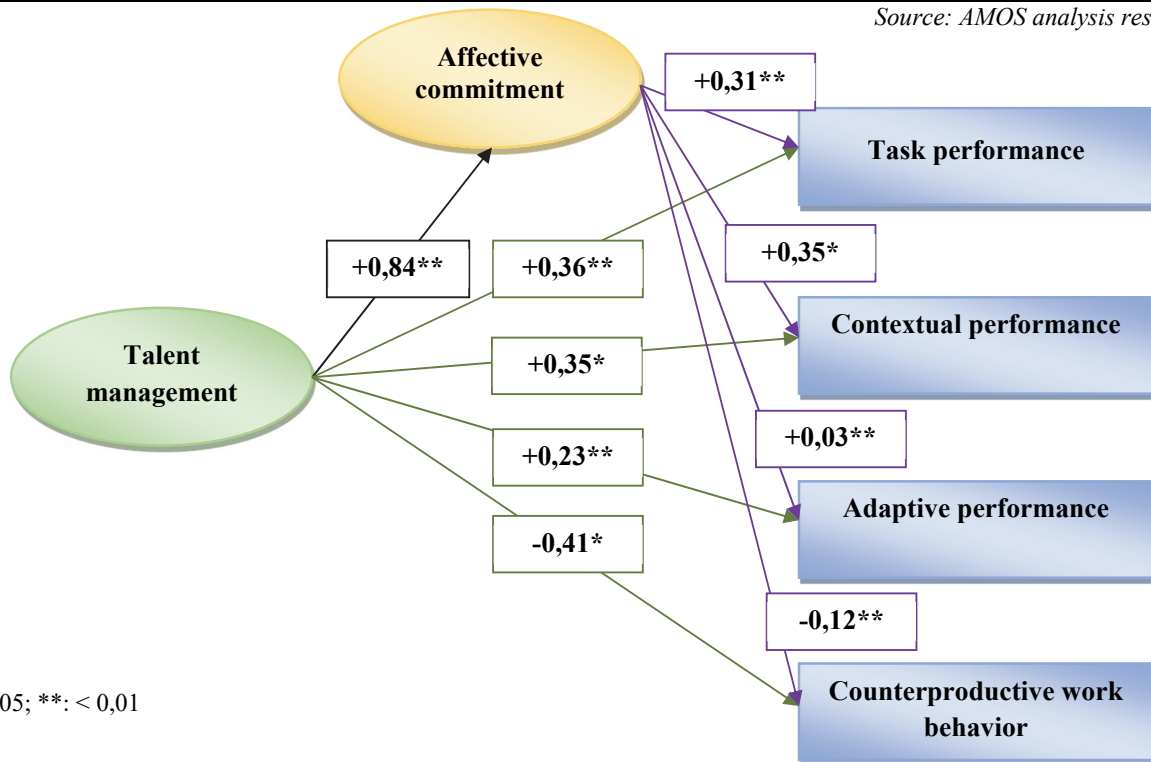 Source: AMOS analysis res
Affective
commitment
+0,31**
Task performance
+0,35*
+0,84**
+0,36**
Contextual performance
Talent
management
+0,35*
+0,03**
+0,23**
Adaptive performance
-0,41*
-0,12**
Counterproductive work
behavior
05; **: < 0,01